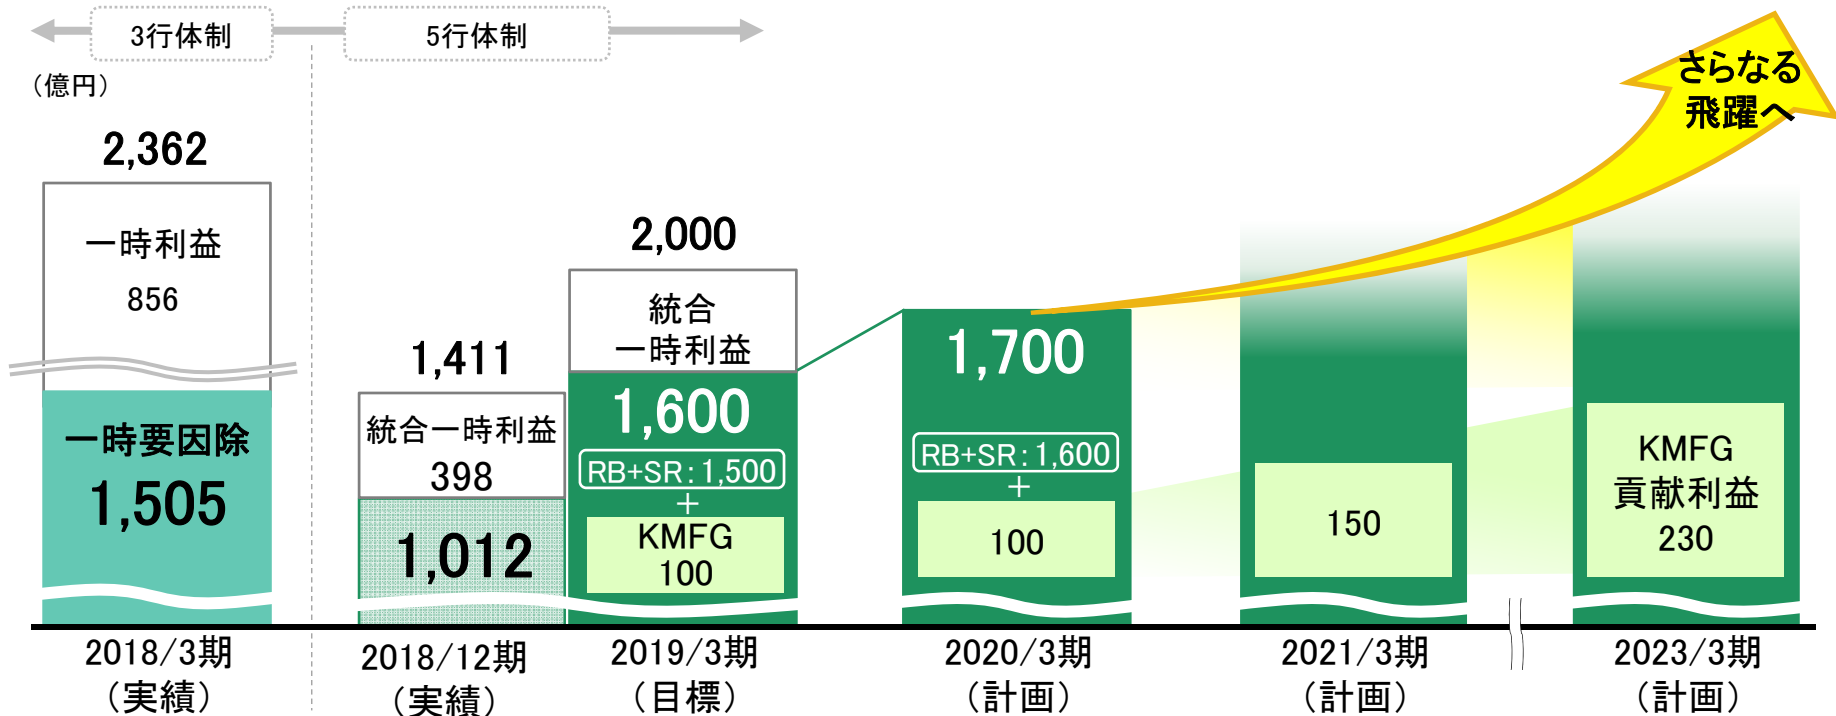 3行体制
5行体制
（億円）
さらなる
飛躍へ
2,362
一時利益
856
一時要因除
1,505
1,411
統合一時利益
398
1,012
2,000
統合
一時利益
1,600
RB+SR：1,500
＋
KMFG
100
1,700
RB+SR：1,600
＋
100
150
KMFG
貢献利益
230
2018/3期
（実績）
2018/12期
（実績）
2019/3期
（目標）
2020/3期
（計画）
2021/3期
（計画）
2023/3期
（計画）